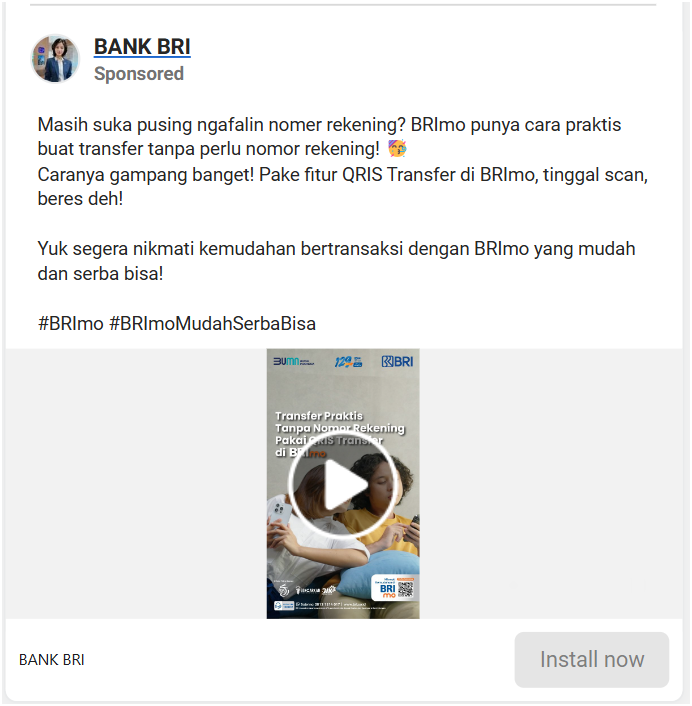 BANK BRI
Sponsored
Masih suka pusing ngafalin nomer rekening? BRImo punya cara praktis
buat transfer tanpa perlu nomor rekening! 🥳
Caranya gampang banget! Pake fitur QRIS Transfer di BRImo, tinggal scan,
beres deh!
Yuk segera nikmati kemudahan bertransaksi dengan BRImo yang mudah
dan serba bisa!
#BRImo #BRImoMudahSerbaBisa
BUMN
129
BRI
Transfer Praktis
Tanpa Nomor Rekening
Pakai QRIS Transfer
di BRImo
BRI
mo
BANK BRI
Install now